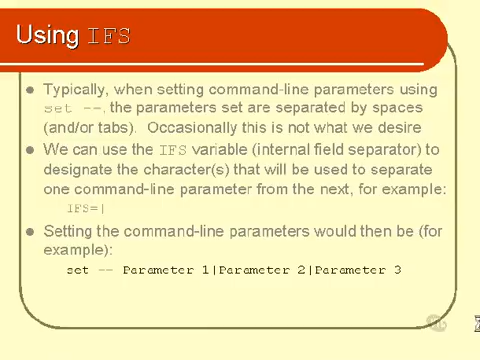 Using IFS
Typically, when setting command-line parameters using
set --, the parameters set are separated by spaces
(and/or tabs). Occasionally this is not what we desire
We can use the IFS variable (internal field separator) to
designate the character(s) that will be used to separate
one command-line parameter from the next, for example:
IFS=|
Setting the command-line parameters would then be (for
example):
set -- Parameter 1|Parameter 2|Parameter 3